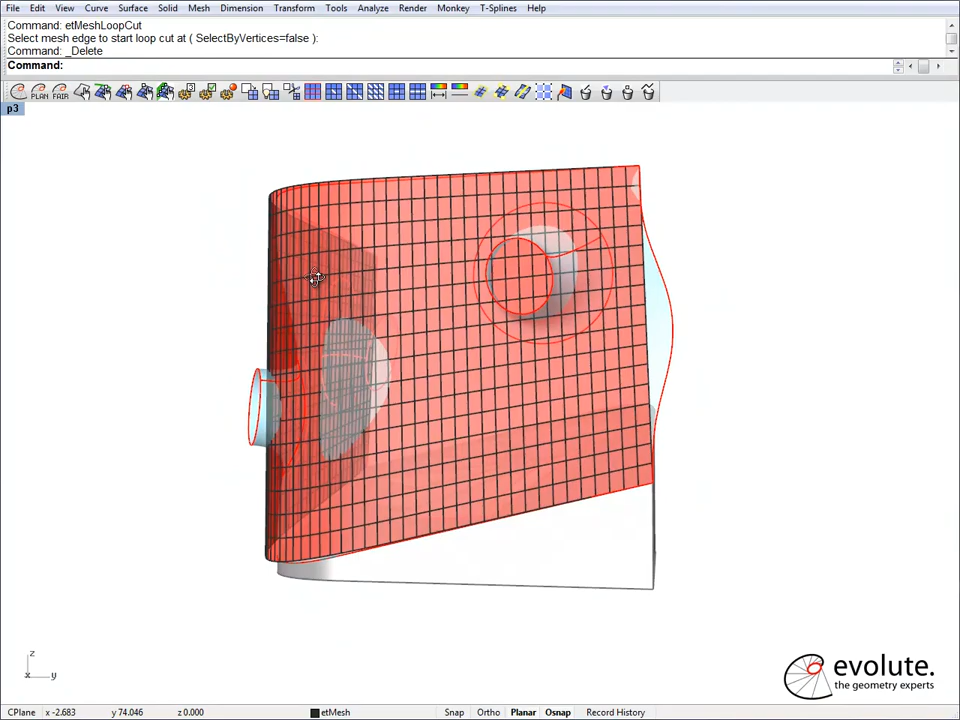 File Edit View Curve Surface Solid Mesh Dimension Transform Tools Analyze Render Monkey T-Splines Help
Command: etMeshLoopCut
Select mesh edge to start loop cut at ( SelectByVertices=false ):
Command: _Delete
Command:
PLAN FAIR
p3
z
x y
evolute.
the geometry experts
CPlane x -2.683 y 74.046 z 0.000 etMesh Snap Ortho Planar Osnap Record History